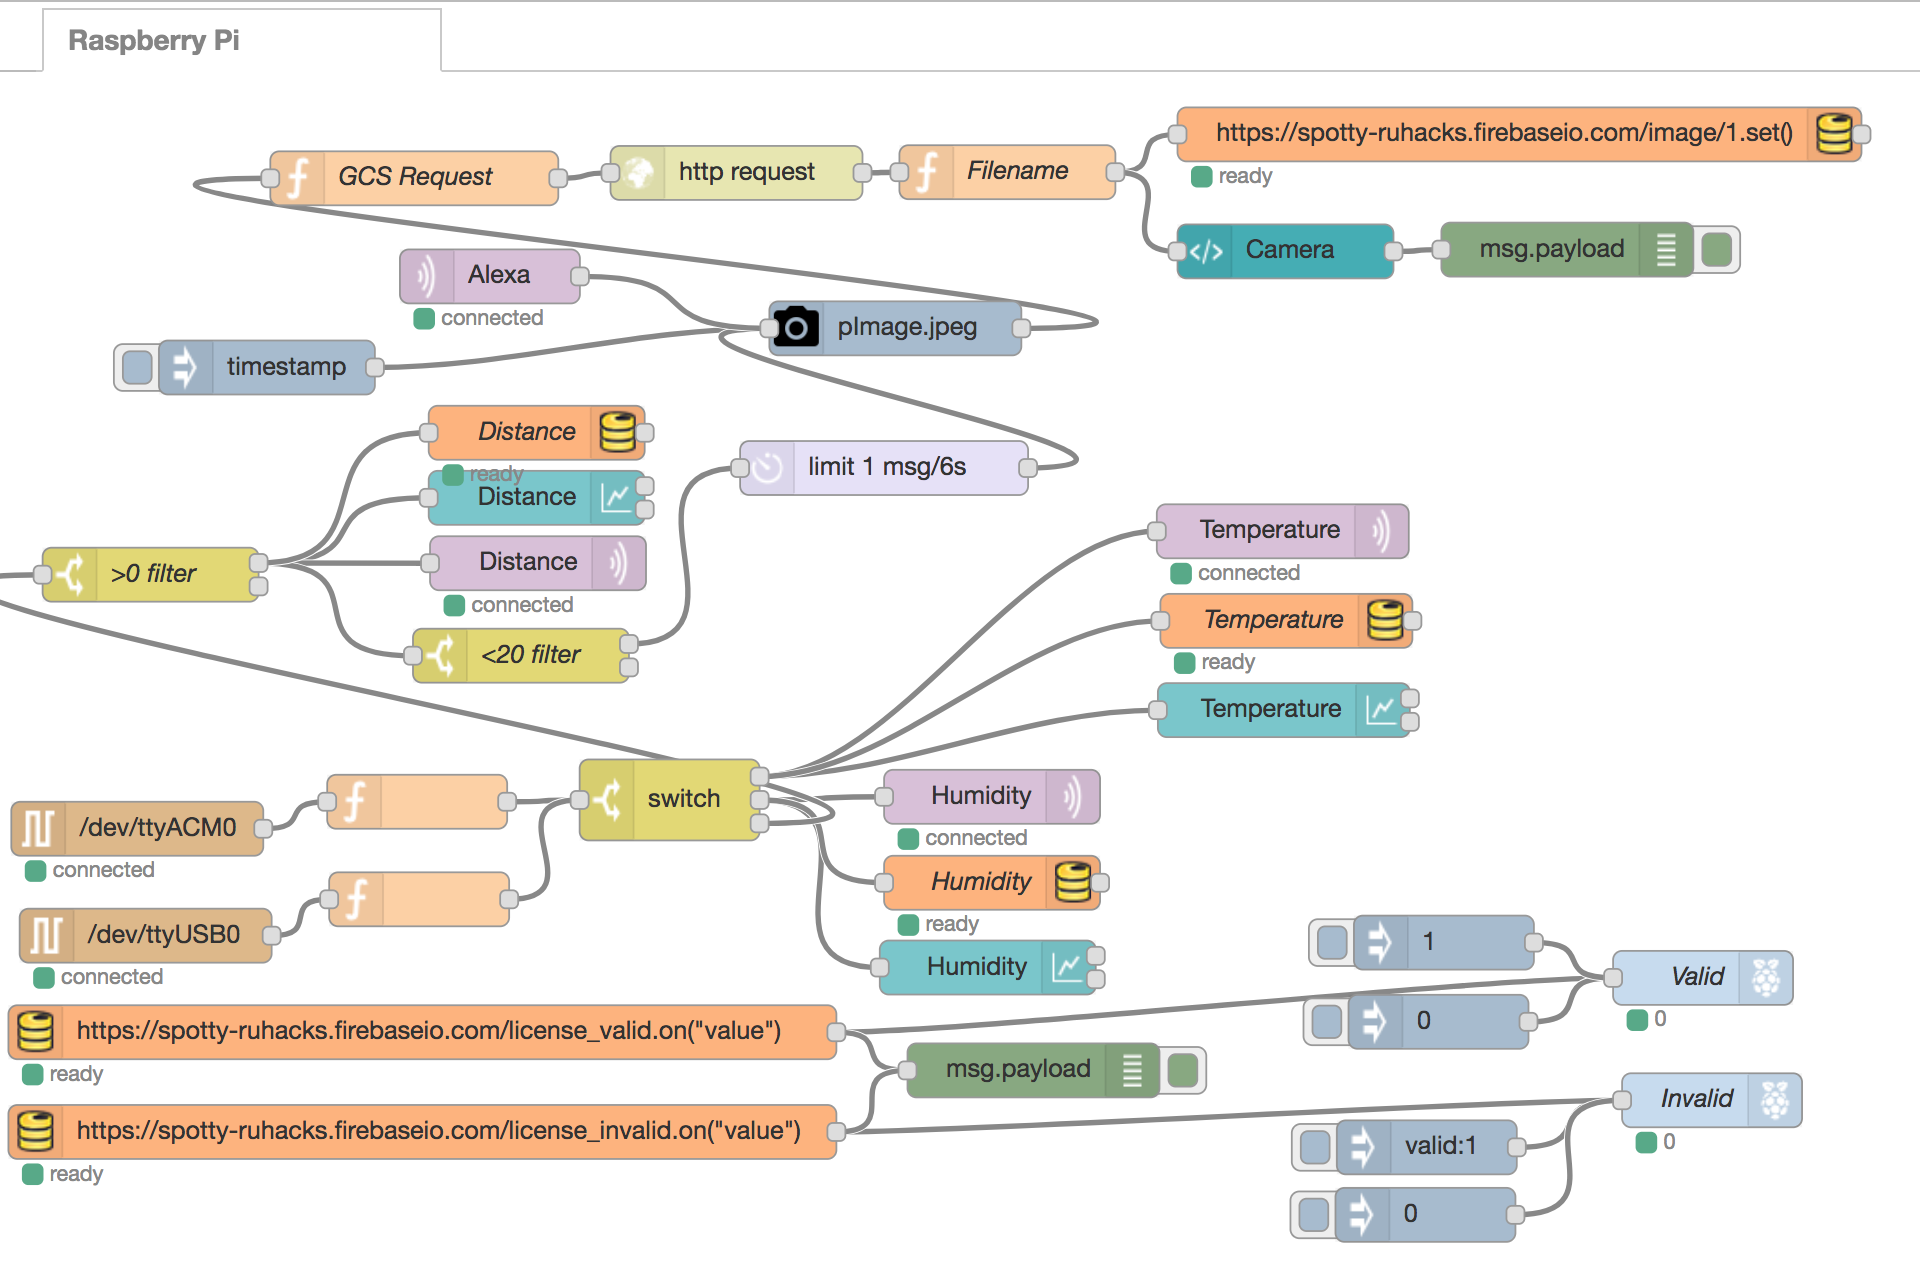 Raspberry Pi
https://spotty-ruhacks.firebaseio.com/image/1.set()
ready
GCS Request
http request
Filename
Camera
msg.payload
Alexa
connected
pImage.jpeg
timestamp
Distance
ready
Distance
limit 1 msg/6s
Distance
connected
>0 filter
<20 filter
Temperature
connected
Temperature
ready
Temperature
switch
Humidity
connected
Humidity
ready
Humidity
/dev/ttyACM0
connected
/dev/ttyUSB0
connected
1
Valid
0
0
https://spotty-ruhacks.firebaseio.com/license_valid.on("value")
ready
msg.payload
https://spotty-ruhacks.firebaseio.com/license_invalid.on("value")
ready
Invalid
0
valid:1
0